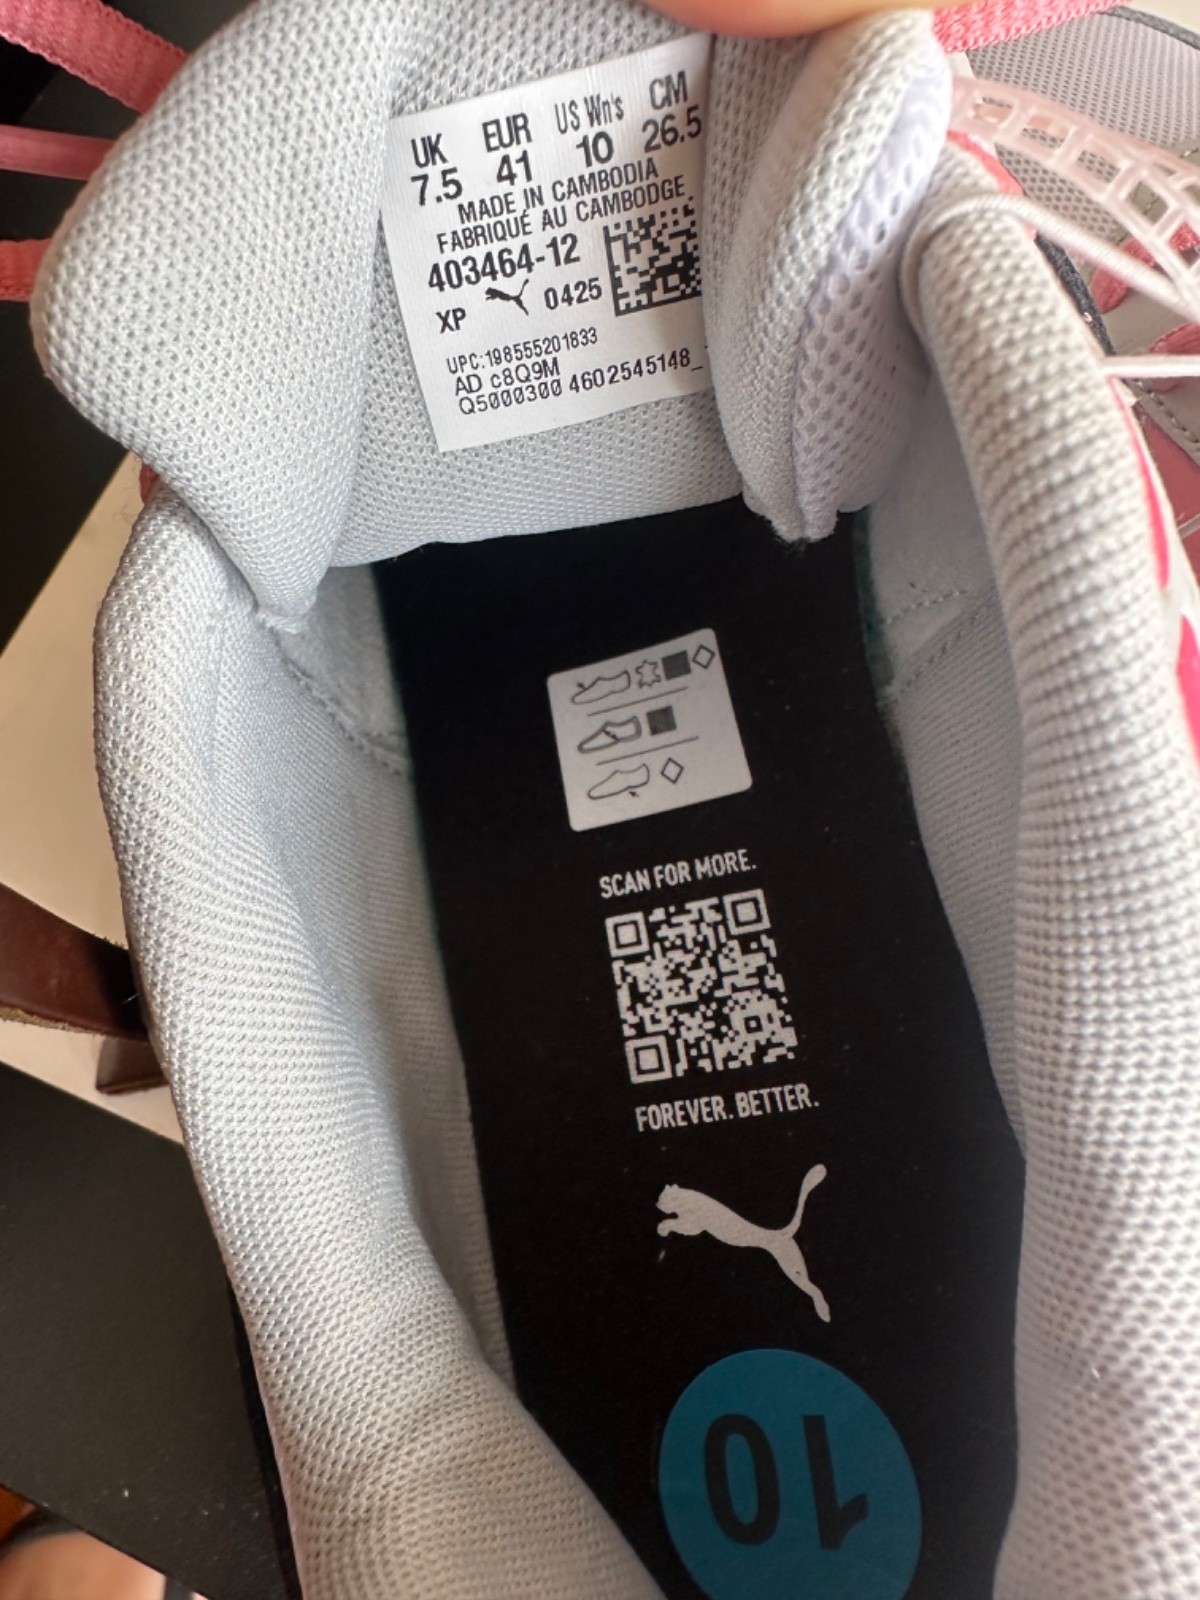 UK EUR US Wn's CM
7.5 41 10 26.5
MADE IN CAMBODIA
FABRIQUÉ AU CAMBODGE
403464-12
XP 0425
UPC:198555201833
AD c8Q9M
Q5000300 4602545148_
SCAN FOR MORE.
FOREVER. BETTER.
10